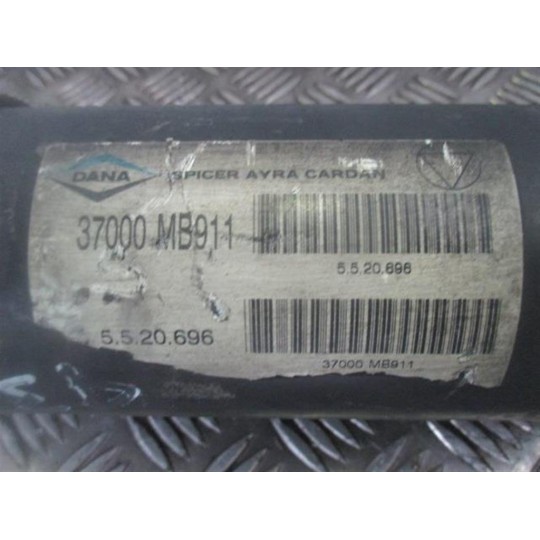 DANA SPICER AYRA CARDAN
37000 MB911
5.5.20.696
5.5.20.696
37000 MB911